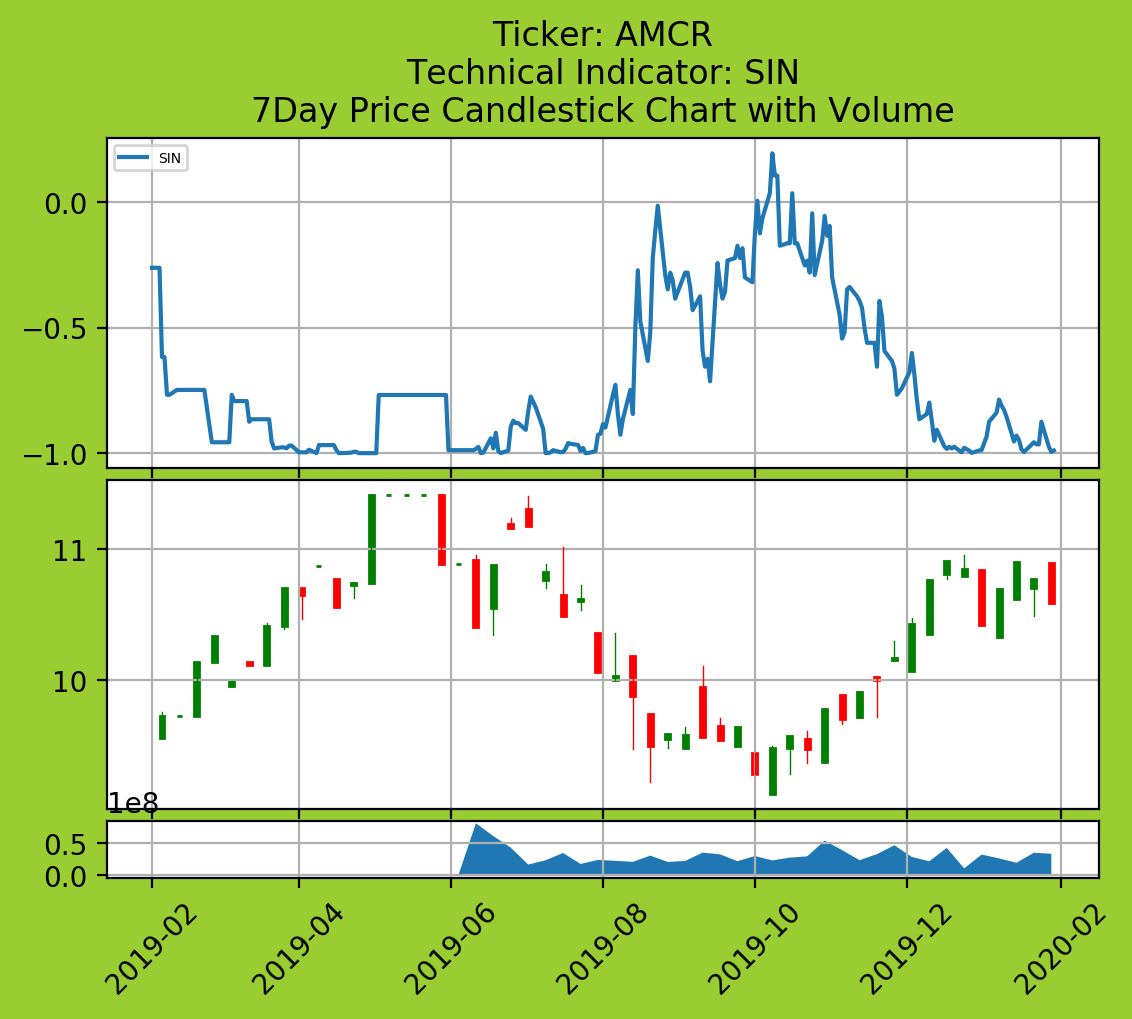 Ticker: AMCR
Technical Indicator: SIN
7Day Price Candlestick Chart with Volume
SIN
0.0
−0.5
−1.0
11
10
1e8
0.5
0.0
2019-02
2019-04
2019-06
2019-08
2019-10
2019-12
2020-02